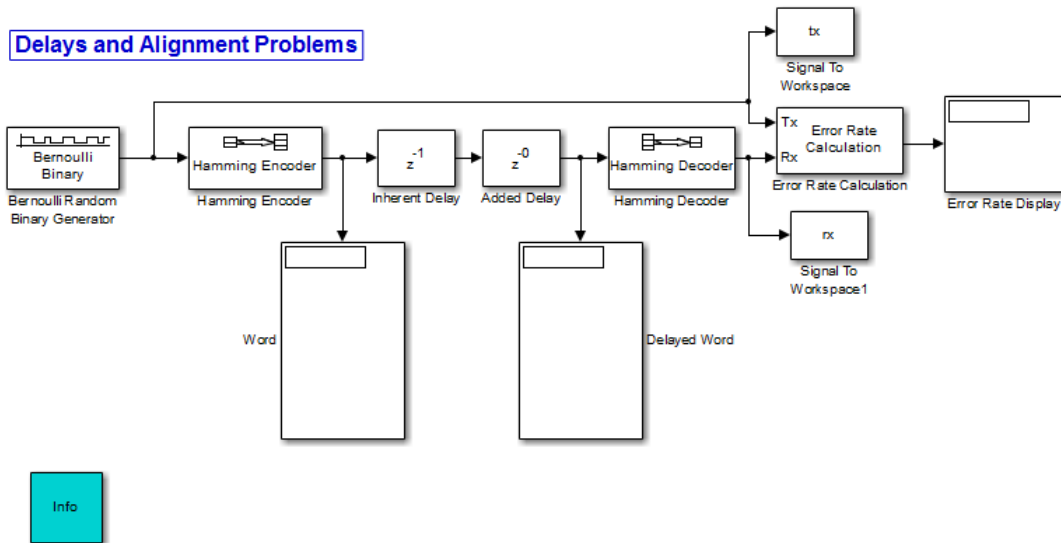 Delays and Alignment Problems
tx
Signal To
Workspace
Bernoulli
Binary
Bernoulli Random
Binary Generator
Hamming Encoder
Hamming Encoder
z
-1
Inherent Delay
z
-0
Added Delay
Hamming Decoder
Hamming Decoder
Tx
Rx
Error Rate
Calculation
Error Rate Calculation
Error Rate Display
rx
Signal To
Workspace1
Word
Delayed Word
Info